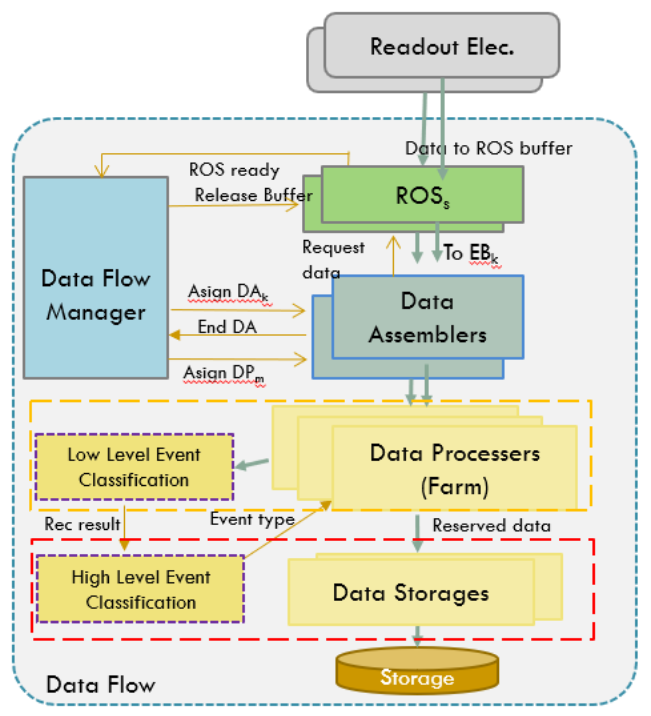 Readout Elec.
Data to ROS buffer
ROS ready
Release Buffer
ROSs
Request
data
To EBk
Data Flow
Manager
Asign DAk
End DA
Asign DPm
Data
Assemblers
Low Level Event
Classification
Data Processers
(Farm)
Rec result
Event type
Reserved data
High Level Event
Classification
Data Storages
Storage
Data Flow